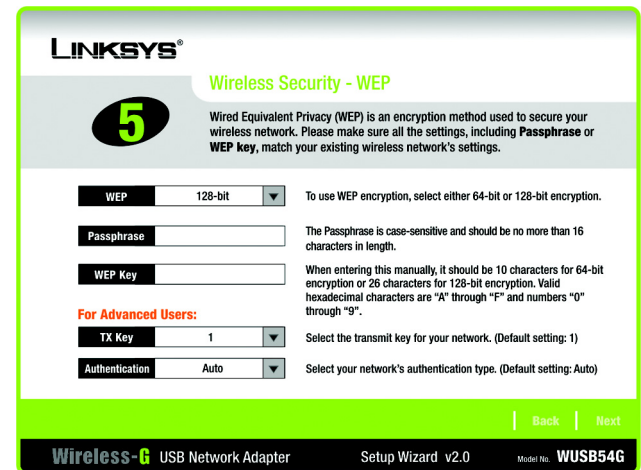 LINKSYS®
Wireless Security - WEP
5
Wired Equivalent Privacy (WEP) is an encryption method used to secure your
wireless network. Please make sure all the settings, including Passphrase or
WEP key, match your existing wireless network's settings.
WEP 128-bit To use WEP encryption, select either 64-bit or 128-bit encryption.
Passphrase
The Passphrase is case-sensitive and should be no more than 16
characters in length.
WEP Key
When entering this manually, it should be 10 characters for 64-bit
encryption or 26 characters for 128-bit encryption. Valid
hexadecimal characters are "A" through "F" and numbers "0"
through "9".
For Advanced Users:
TX Key 1 Select the transmit key for your network. (Default setting: 1)
Authentication Auto Select your network's authentication type. (Default setting: Auto)
Back Next
Wireless-G USB Network Adapter Setup Wizard v2.0 Model No. WUSB54G